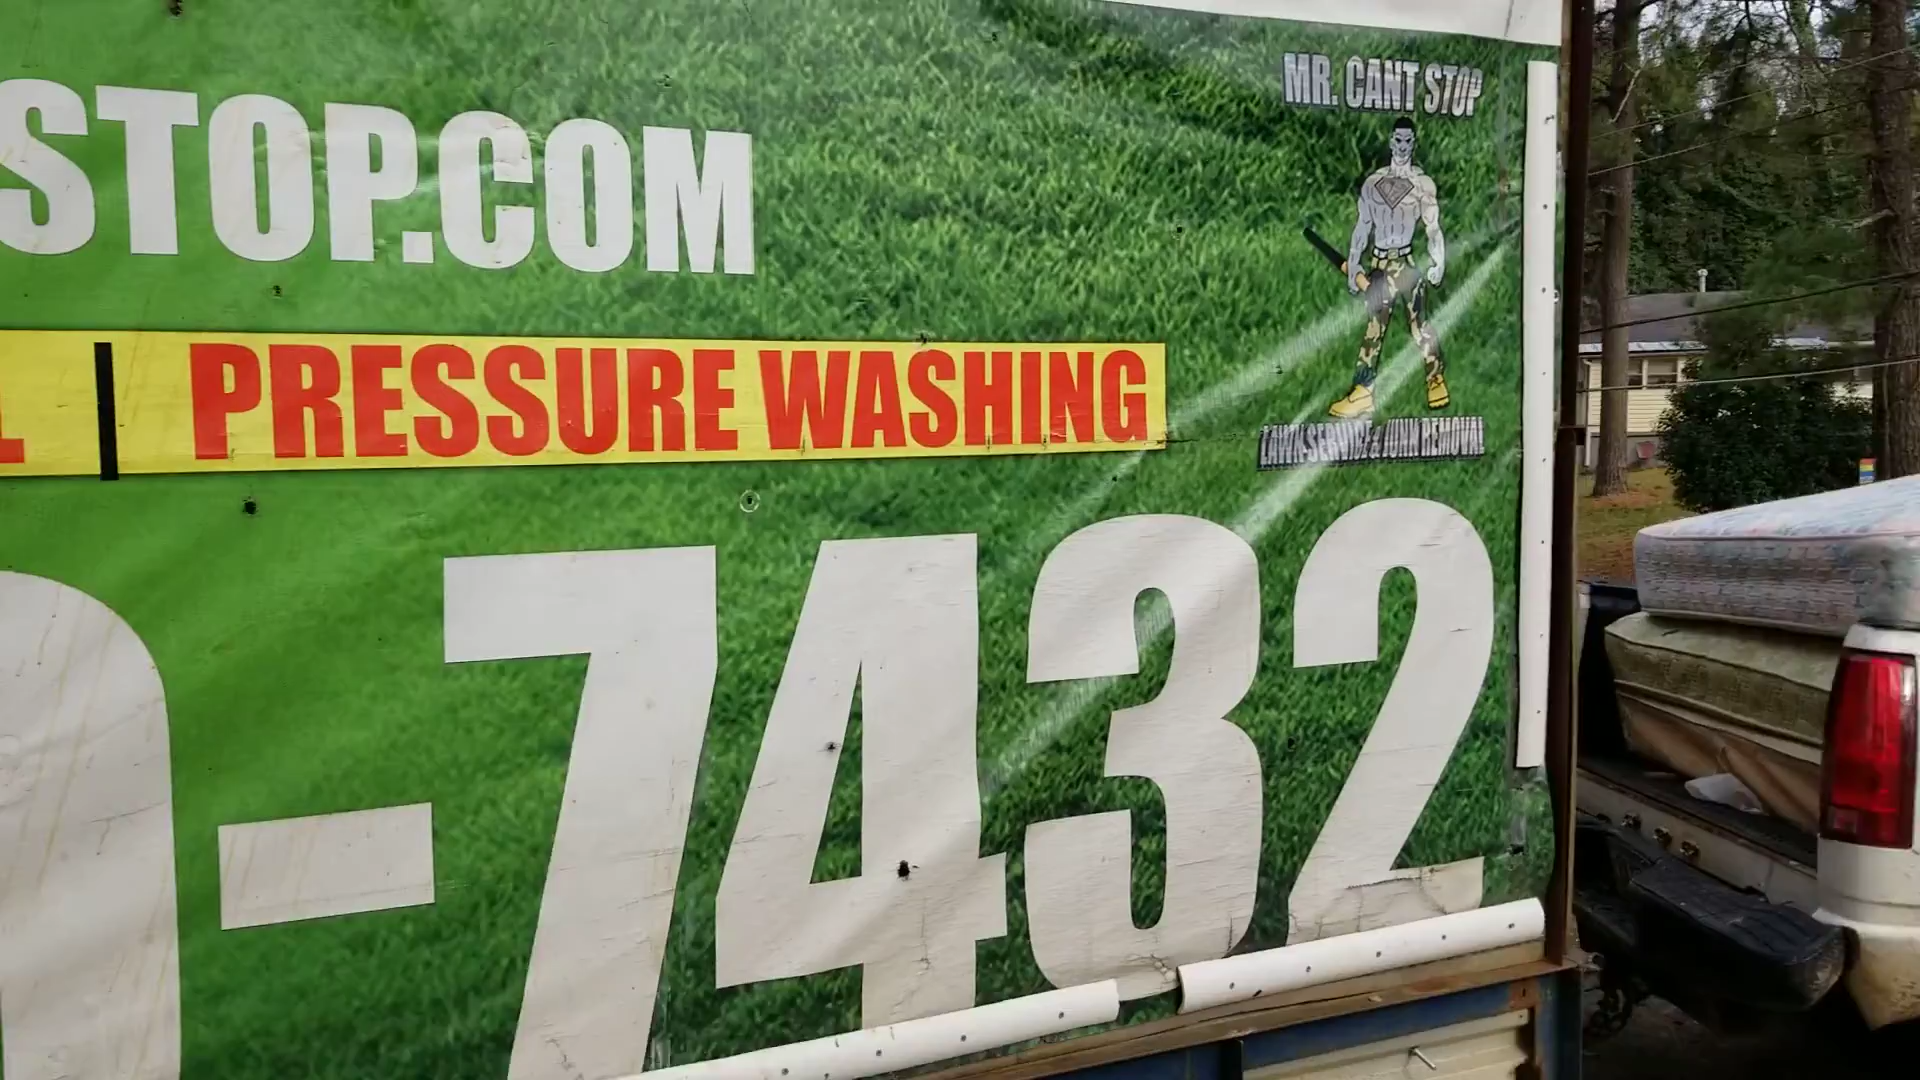 MR. CANT STOP
STOP.COM
PRESSURE WASHING
LAWN SERVICE & JUNK REMOVAL
-7432